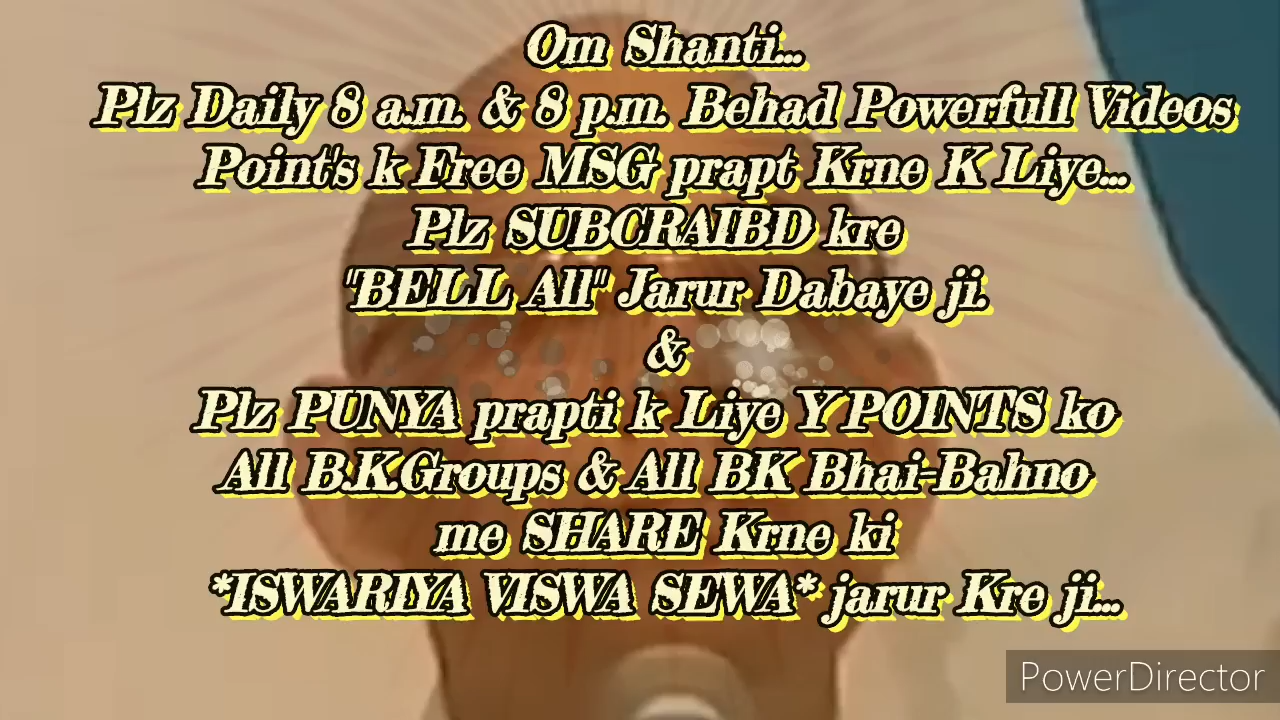 Om Shanti...
Plz Daily 8 a.m. & 8 p.m. Behad Powerfull Videos
Point's k Free MSG prapt Krne K Liye...
Plz SUBCRAIBD kre
"BELL All" Jarur Dabaye ji.
&
Plz PUNYA prapti k Liye Y POINTS ko
All B.K.Groups & All BK Bhai-Bahno
me SHARE Krne ki
*ISWARIYA VISWA SEWA* jarur Kre ji...
PowerDirector